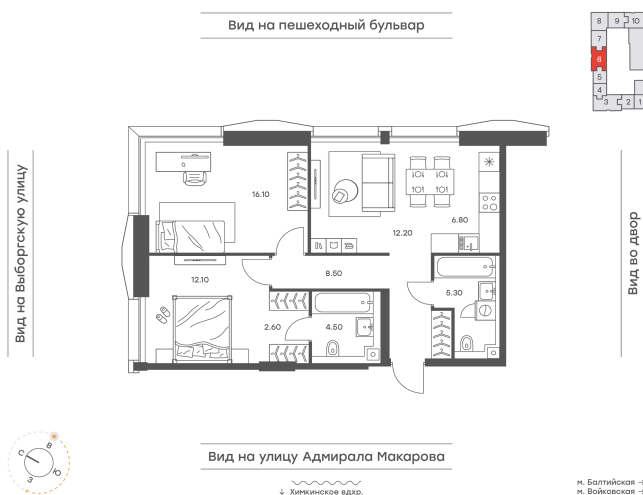 Вид на пешеходный бульвар
8 9 10
7
6
5
4
3 2 1
Вид на Выборгскую улицу
16.10
6.80
12.20
Вид во двор
12.10
8.50
5.30
2.60
4.50
В
С
Ю
З
Вид на улицу Адмирала Макарова
↓ Химкинское вдхр.
м. Балтийская
м. Войковская